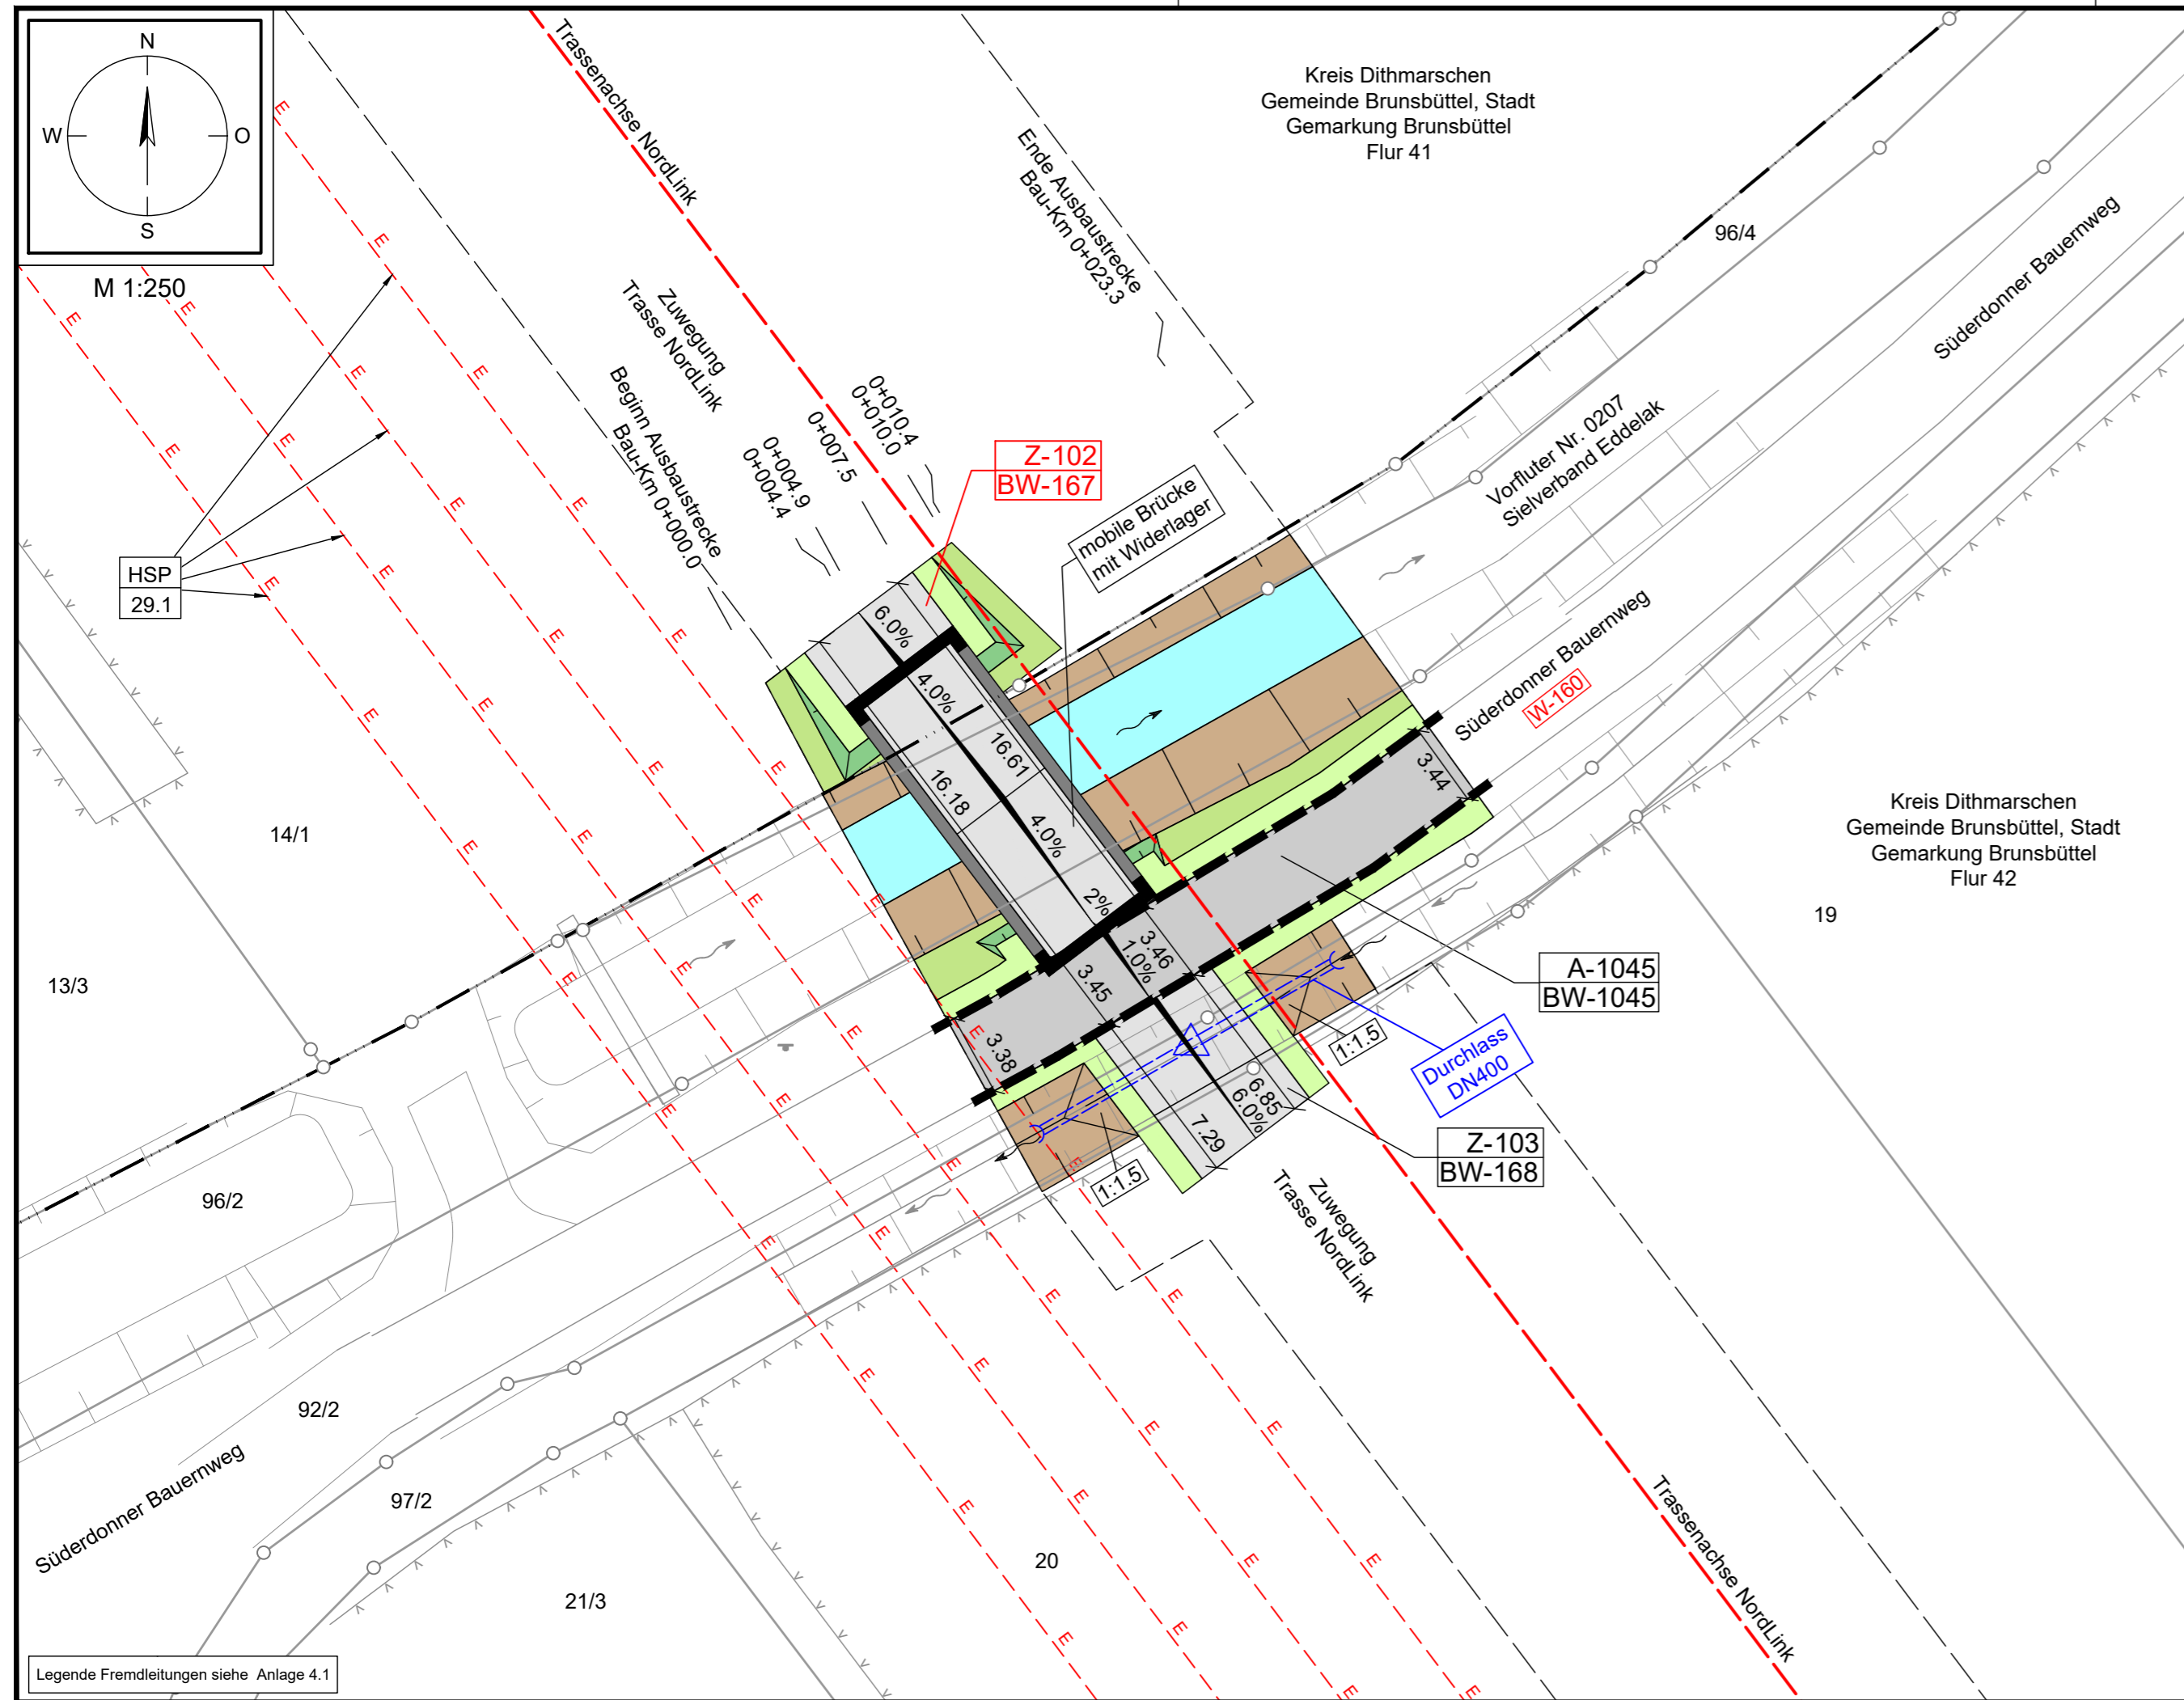 N
W
O
S
M 1:250
Trassenachse NordLink
Kreis Dithmarschen
Gemeinde Brunsbüttel, Stadt
Gemarkung Brunsbüttel
Flur 41
Ende Ausbaustrecke
Bau-Km 0+023.3
96/4
Süderdonner Bauernweg
Zuwegung
Trasse NordLink
Beginn Ausbaustrecke
Bau-Km 0+000.0
0+004.9
0+004.4
0+007.5
0+010.4
0+010.0
Z-102
BW-167
mobile Brücke
mit Widerlager
Vorfluter Nr. 0207
Sielverband Eddelak
HSP
29.1
6.0%
4.0%
16.61
16.18
4.0%
2%
Süderdonner Bauernweg
W-160
3.44
Kreis Dithmarschen
Gemeinde Brunsbüttel, Stadt
Gemarkung Brunsbüttel
Flur 42
14/1
13/3
19
3.46
1.0%
3.45
3.38
A-1045
BW-1045
1:1.5
Durchlass
DN400
6.85
6.0%
7.29
Z-103
BW-168
1:1.5
Zuwegung
Trasse NordLink
96/2
92/2
Süderdonner Bauernweg
97/2
21/3
20
Trassenachse NordLink
Legende Fremdleitungen siehe Anlage 4.1
E E E E E E E E E E E E E E
E E E E E E E E E E E E E E
E E E E E E E E E E E E E E
E E E E E E E E E E E E E E